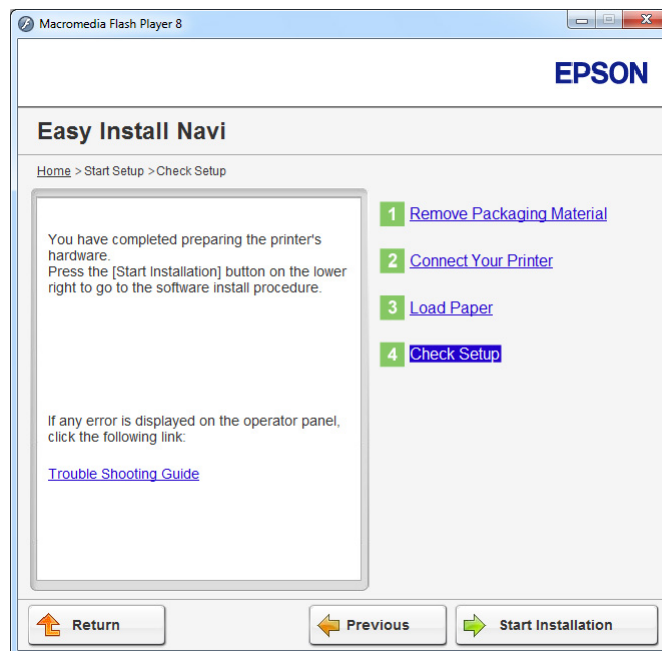 Macromedia Flash Player 8
EPSON
Easy Install Navi
Home > Start Setup > Check Setup
You have completed preparing the printer's
hardware.
Press the [Start Installation] button on the lower
right to go to the software install procedure.
If any error is displayed on the operator panel,
click the following link:
Trouble Shooting Guide
1 Remove Packaging Material
2 Connect Your Printer
3 Load Paper
4 Check Setup
Return
Previous
Start Installation